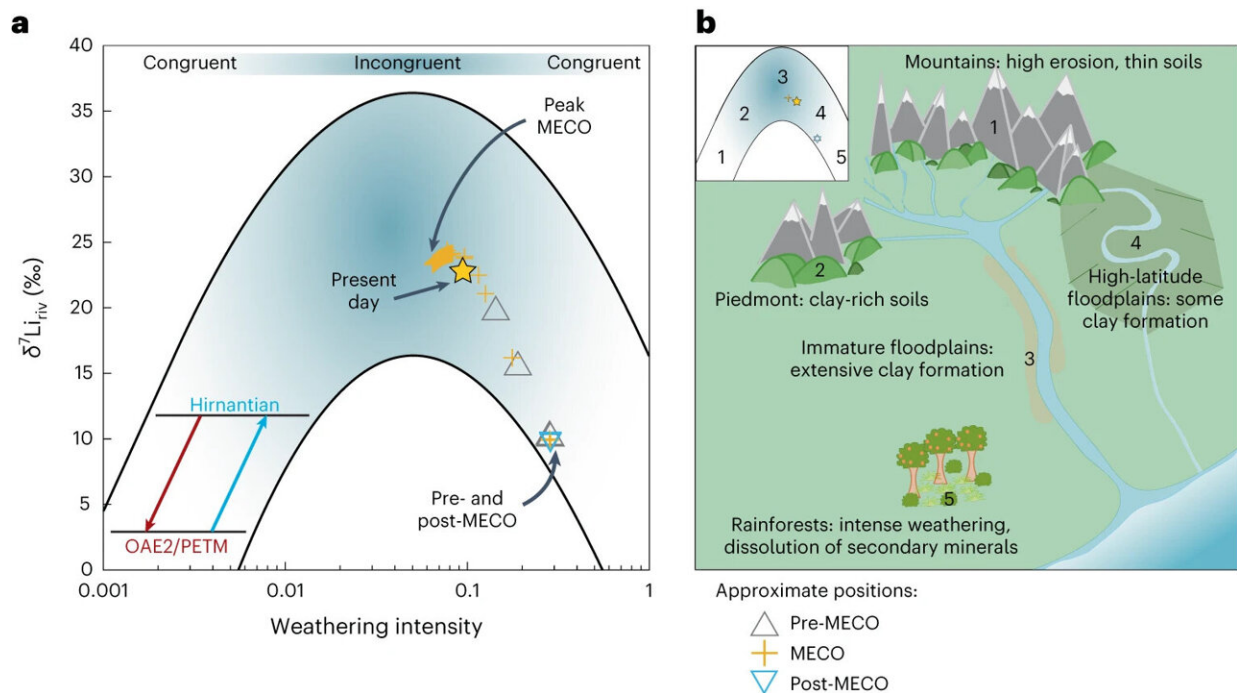 a
40
35
30
25
20
15
10
5
0
δ⁷Li_riv (‰)
Congruent
Incongruent
Congruent
Peak
MECO
Present
day
Hirnantian
OAE2/PETM
Pre- and
post-MECO
0.001
0.01
0.1
1
Weathering intensity
b
1
2
3
4
5
Mountains: high erosion, thin soils
1
2
Piedmont: clay-rich soils
4
High-latitude
floodplains: some
clay formation
Immature floodplains:
extensive clay formation
3
5
Rainforests: intense weathering,
dissolution of secondary minerals
Approximate positions:
Pre-MECO
MECO
Post-MECO